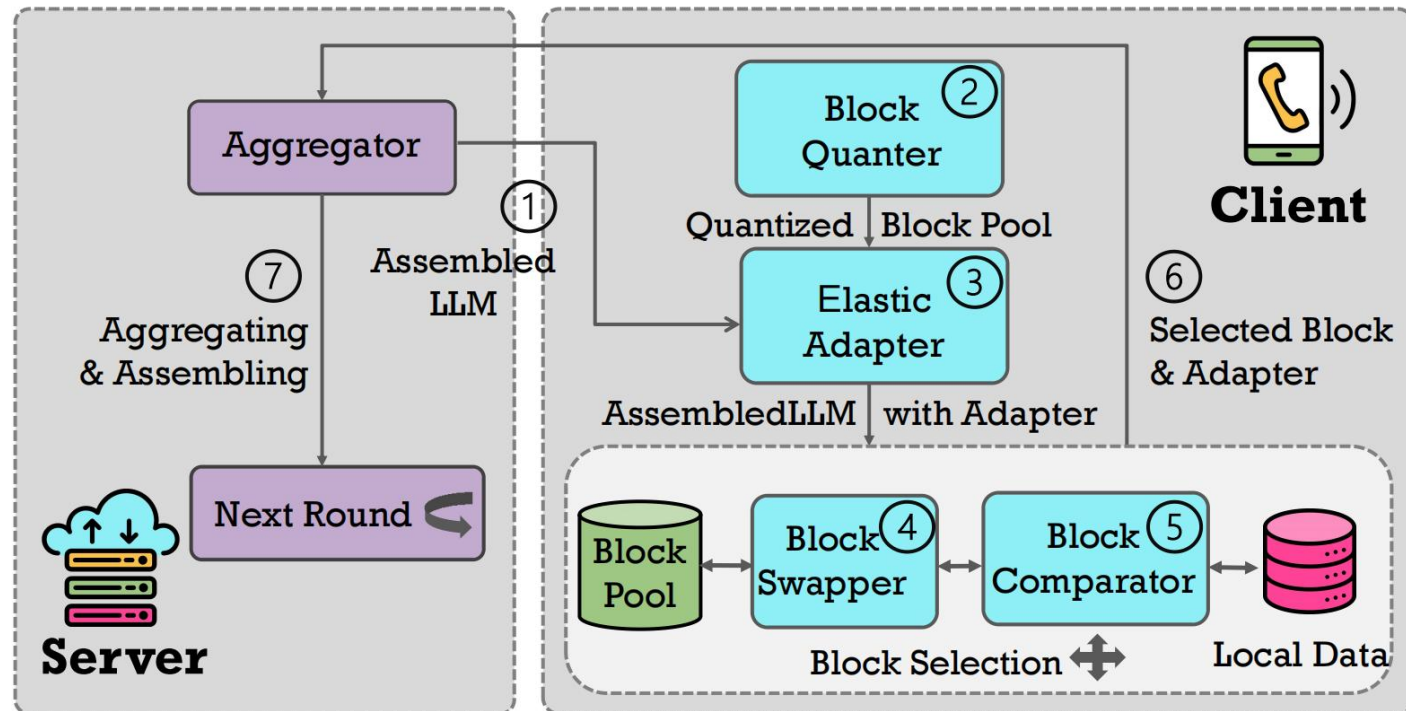 Aggregator
1
Assembled
LLM
7
Aggregating
& Assembling
Next Round
Server
2
Block
Quanter
Quantized Block Pool
3
Elastic
Adapter
AssembledLLM with Adapter
Client
6
Selected Block
& Adapter
Block
Pool
4
Block
Swapper
5
Block
Comparator
Local Data
Block Selection